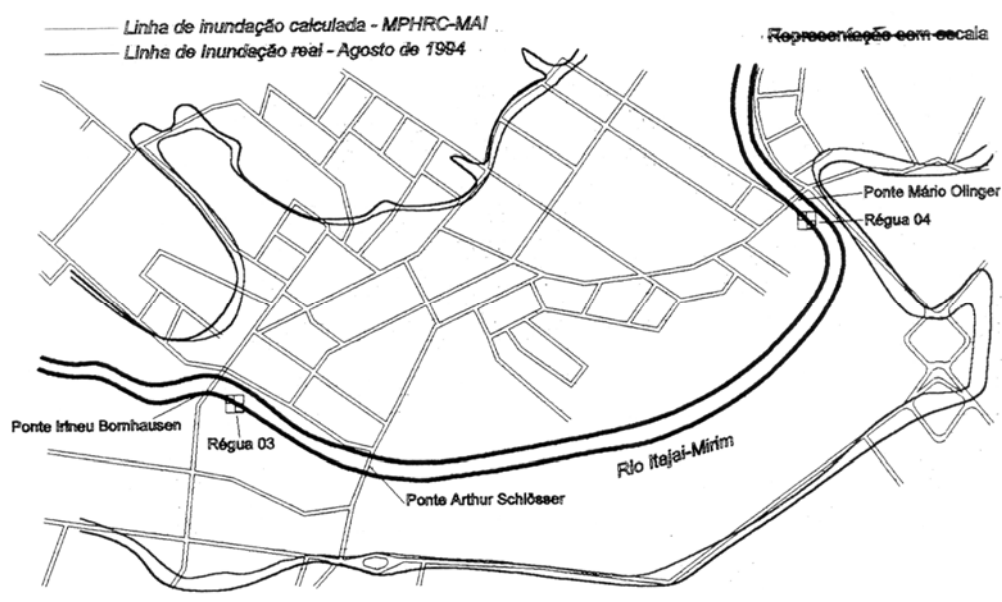 Linha de inundação calculada - MPHRC-MAI
Linha de inundação real - Agosto de 1994
Representação sem escala
Ponte Mário Olinger
Régua 04
Ponte Irineu Bornhausen
Régua 03
Rio Itajaí-Mirim
Ponte Arthur Schlösser